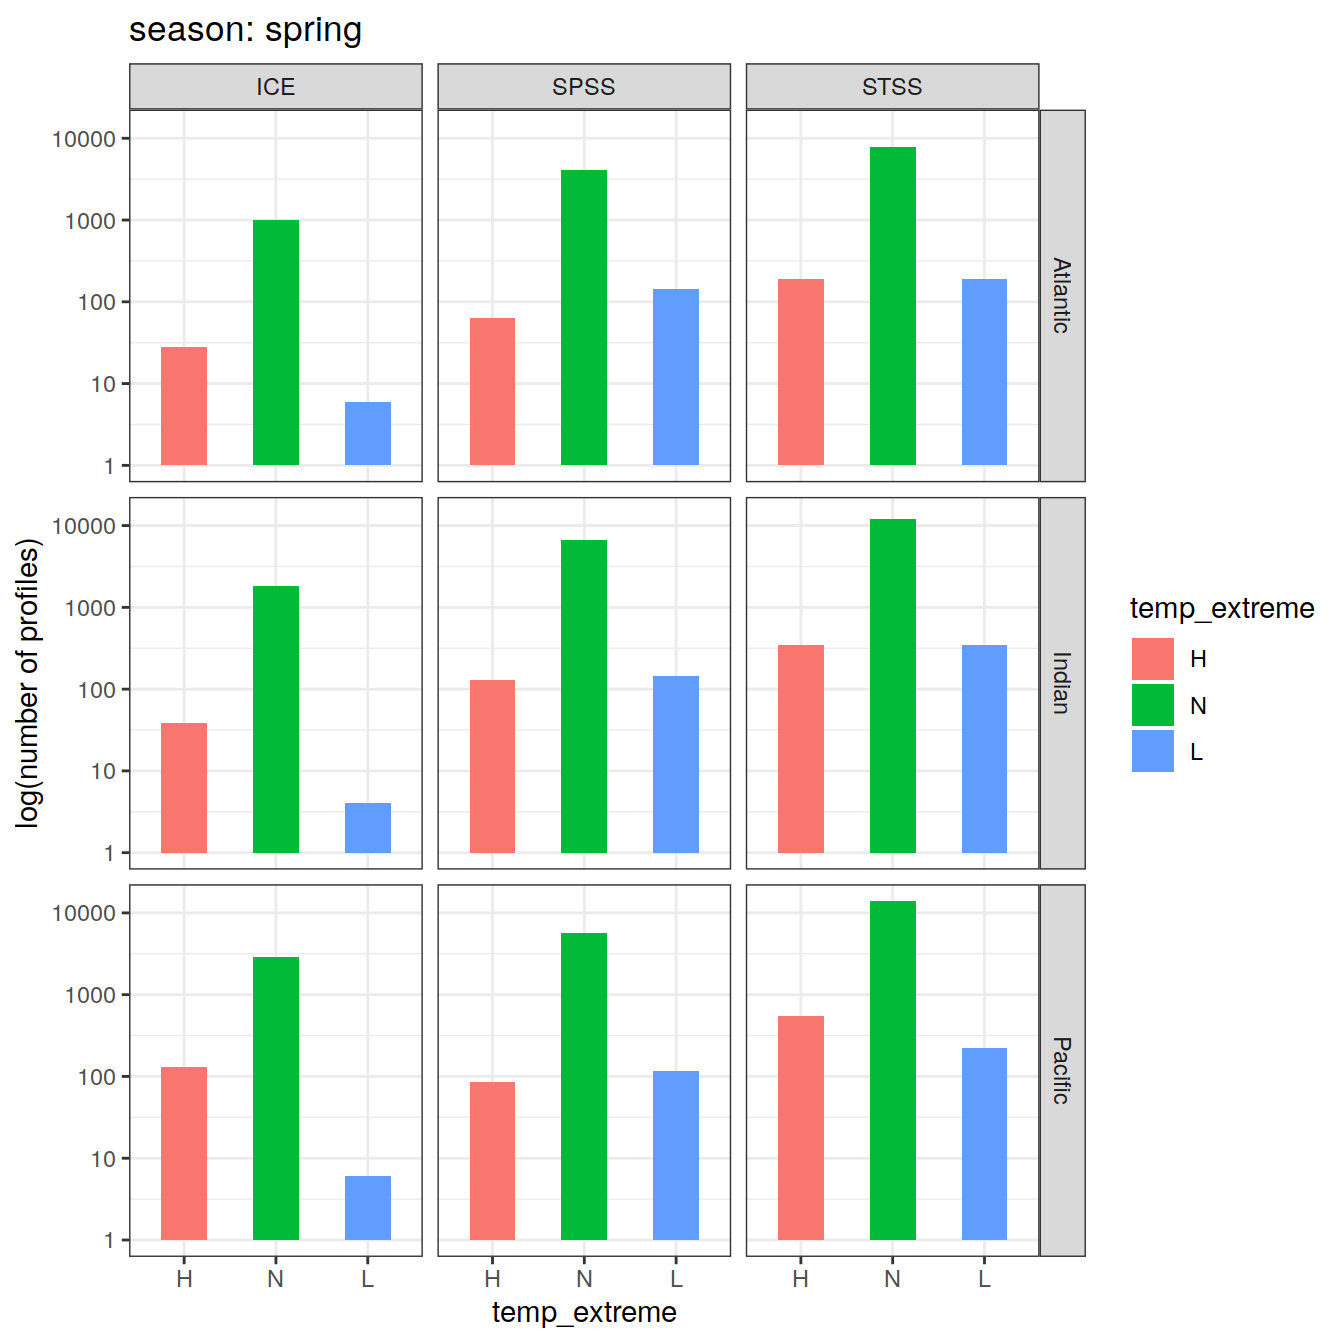 season: spring
ICE SPSS STSS
10000
1000
100
10
1
Atlantic
10000
1000
100
10
1
Indian
10000
1000
100
10
1
Pacific
log(number of profiles)
H N L H N L H N L
temp_extreme
temp_extreme
H
N
L